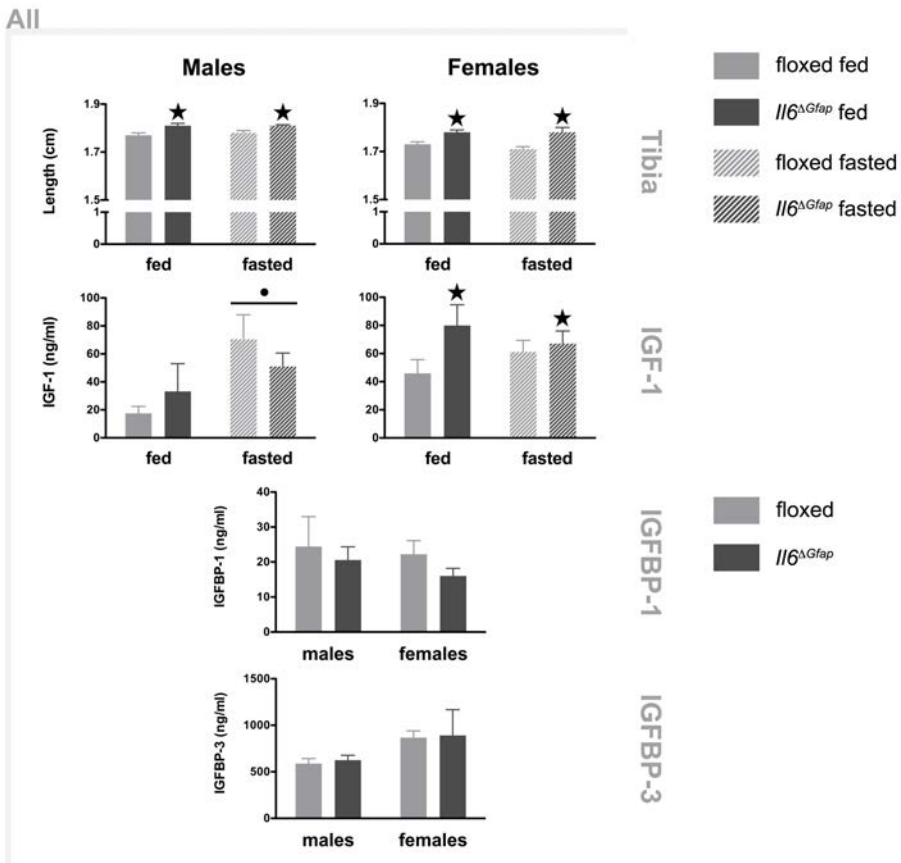 All
Males
Females
floxed fed
Il6ΔGfap fed
floxed fasted
Il6ΔGfap fasted
Length (cm)
1.9
1.7
1.5
1
0
fed
fasted
1.9
1.7
1.5
1
0
fed
fasted
Tibia
IGF-1 (ng/ml)
100
80
60
40
20
0
fed
fasted
100
80
60
40
20
0
fed
fasted
IGF-1
IGFBP-1 (ng/ml)
40
30
20
10
0
males
females
IGFBP-1
floxed
Il6ΔGfap
IGFBP-3 (ng/ml)
1500
1000
500
0
males
females
IGFBP-3